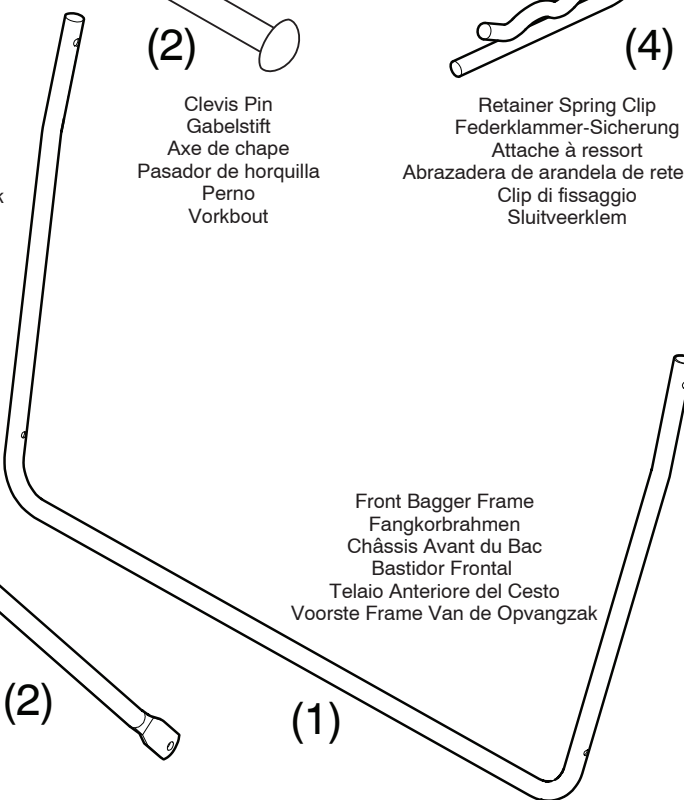 (2)
Clevis Pin
Gabelstift
Axe de chape
Pasador de horquilla
Perno
Vorkbout
(4)
Retainer Spring Clip
Federklammer-Sicherung
Attache à ressort
Abrazadera de arandela de rete
Clip di fissaggio
Sluitveerklem
Front Bagger Frame
Fangkorbrahmen
Châssis Avant du Bac
Bastidor Frontal
Telaio Anteriore del Cesto
Voorste Frame Van de Opvangzak
(2)
(1)